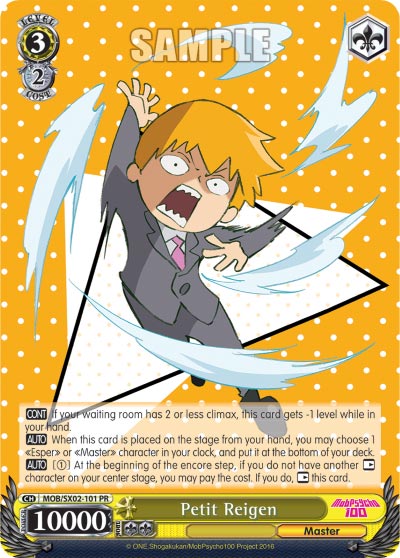 LEVEL
3
2
COST
SAMPLE
CONT If your waiting room has 2 or less climax, this card gets -1 level while in
your hand.
AUTO When this card is placed on the stage from your hand, you may choose 1
«Esper» or «Master» character in your clock, and put it at the bottom of your deck.
AUTO [①] At the beginning of the encore step, if you do not have another
character on your center stage, you may pay the cost. If you do, this card.
CH MOB/SX02-101 PR
POWER
10000
Petit Reigen
MobPsycho
100
Master
© ONE,Shogakukan/MobPsycho100 Project 2016